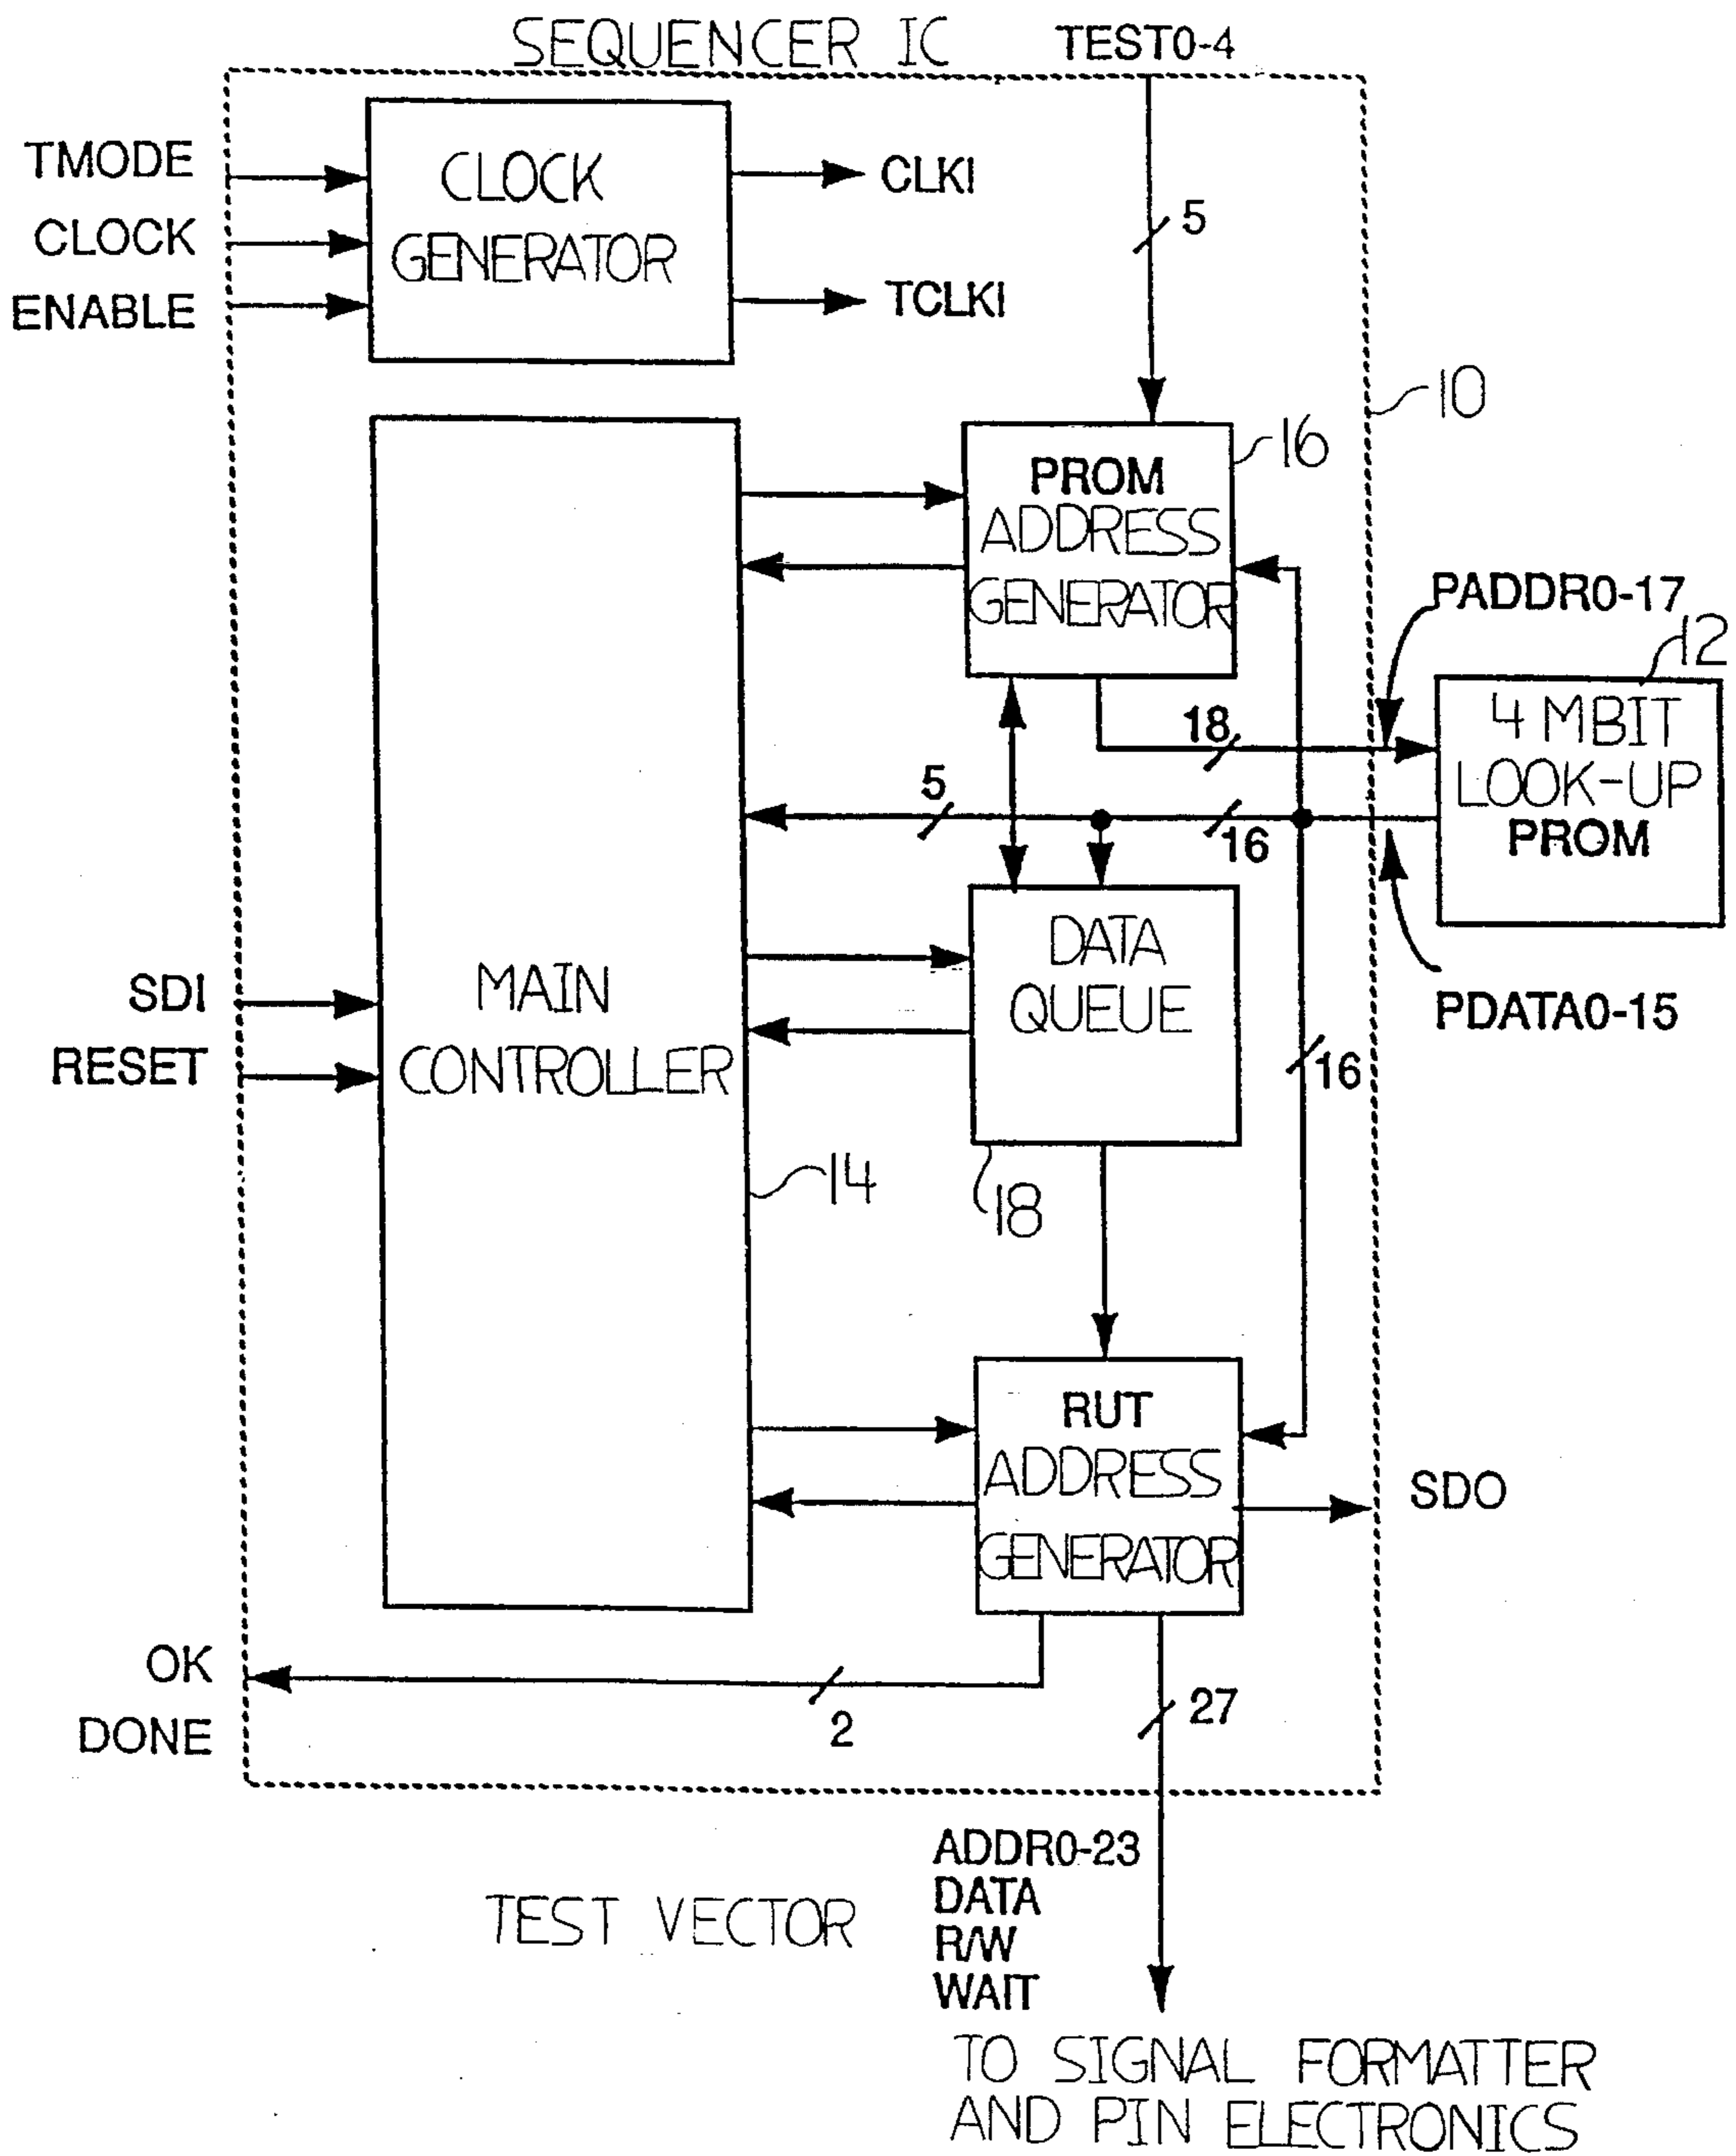 SEQUENCER IC
TEST0-4
TMODE
CLOCK
ENABLE
CLOCK
GENERATOR
CLKI
TCLKI
5
10
16
PROM
ADDRESS
GENERATOR
PADDR0-17
12
4 MBIT
LOOK-UP
PROM
18
5
16
PDATA0-15
DATA
QUEUE
18
16
SDI
RESET
MAIN
CONTROLLER
14
RUT
ADDRESS
GENERATOR
SDO
OK
DONE
2
27
TEST VECTOR
ADDR0-23
DATA
R/W
WAIT
TO SIGNAL FORMATTER
AND PIN ELECTRONICS